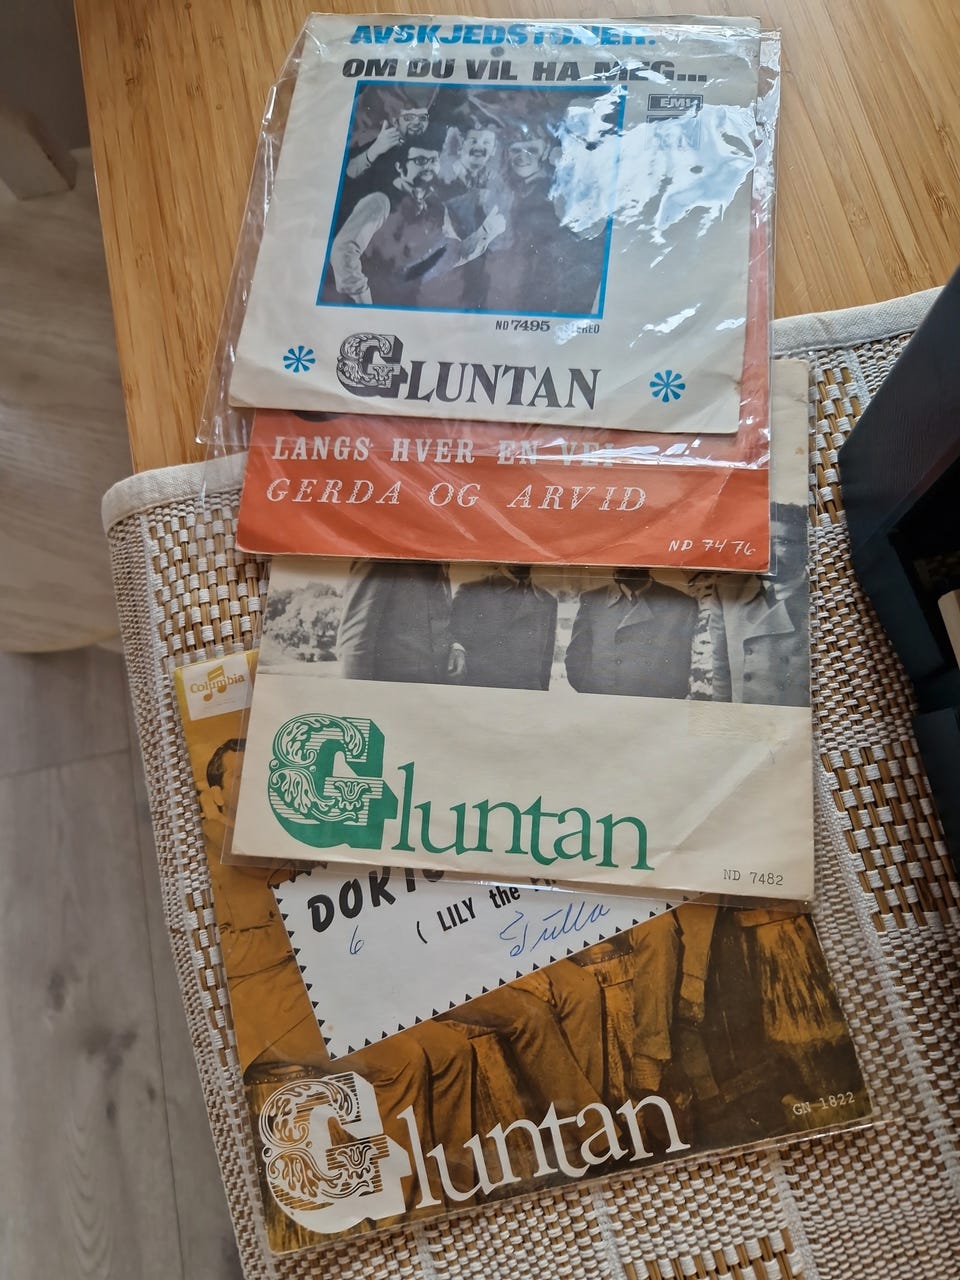 AVSKJEDSTONER.
OM DU VIL HA MEG...
EMI
ND 7495 STEREO
GLUNTAN
LANGS HVER EN VEI
GERDA OG ARVID
ND 7476
Gluntan
ND 7482
Columbia
( LILY the
6
Tulla
GN 1822
Gluntan